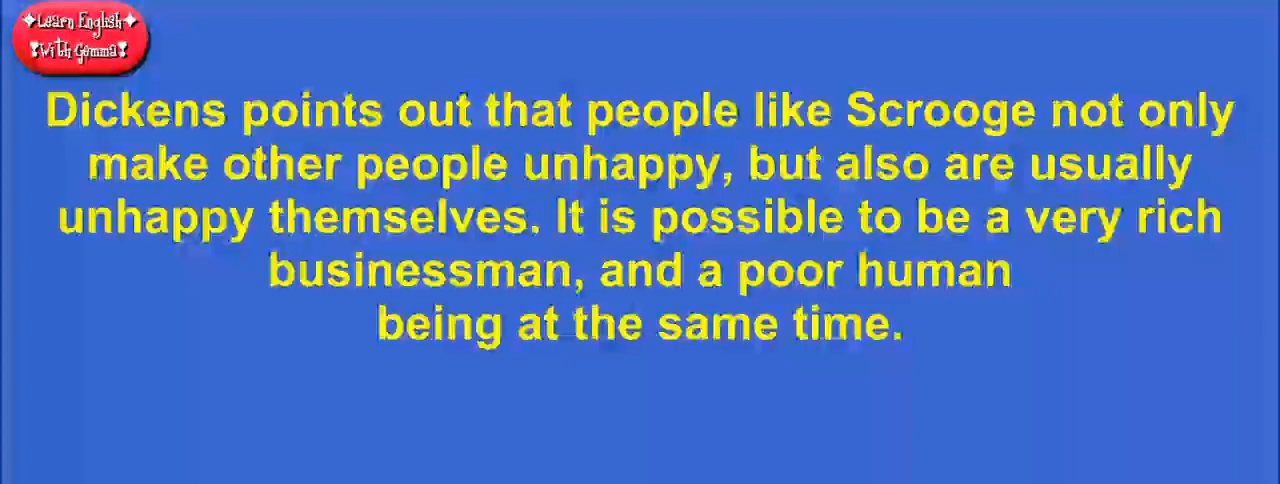 Learn English
With Gemma
Dickens points out that people like Scrooge not only
make other people unhappy, but also are usually
unhappy themselves. It is possible to be a very rich
businessman, and a poor human
being at the same time.